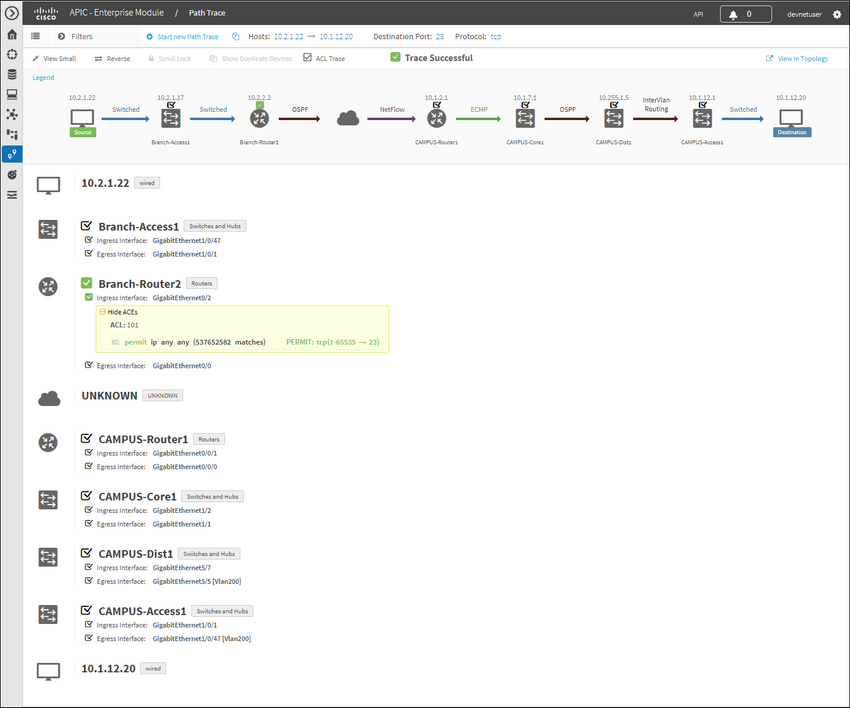 CISCO APIC - Enterprise Module / Path Trace API 0 devnetuser
Filters Start new Path Trace Hosts: 10.2.1.22 → 10.1.12.20 Destination Port: 23 Protocol: tcp
View Small Reverse Scroll Lock Show Duplicate Devices ACL Trace Trace Successful View in Topology
Legend
10.2.1.22 10.2.1.17 10.2.2.2 10.1.2.1 10.1.7.1 10.255.1.5 10.1.12.1 10.1.12.20
Switched Switched OSPF NetFlow ECMP OSPF InterVlan Routing Switched
Source Destination
Branch-Access1 Branch-Router2 CAMPUS-Router1 CAMPUS-Core1 CAMPUS-Dist1 CAMPUS-Access1
10.2.1.22 wired
Branch-Access1 Switches and Hubs
Ingress Interface: GigabitEthernet1/0/47
Egress Interface: GigabitEthernet1/0/1
Branch-Router2 Routers
Ingress Interface: GigabitEthernet0/2
Hide ACEs
ACL: 101
60. permit ip any any (537652582 matches) PERMIT: tcp(1-65535 → 23)
Egress Interface: GigabitEthernet0/0
UNKNOWN UNKNOWN
CAMPUS-Router1 Routers
Ingress Interface: GigabitEthernet0/0/1
Egress Interface: GigabitEthernet0/0/0
CAMPUS-Core1 Switches and Hubs
Ingress Interface: GigabitEthernet1/2
Egress Interface: GigabitEthernet1/1
CAMPUS-Dist1 Switches and Hubs
Ingress Interface: GigabitEthernet5/7
Egress Interface: GigabitEthernet5/5 [Vlan200]
CAMPUS-Access1 Switches and Hubs
Ingress Interface: GigabitEthernet1/0/1
Egress Interface: GigabitEthernet1/0/47 [Vlan200]
10.1.12.20 wired